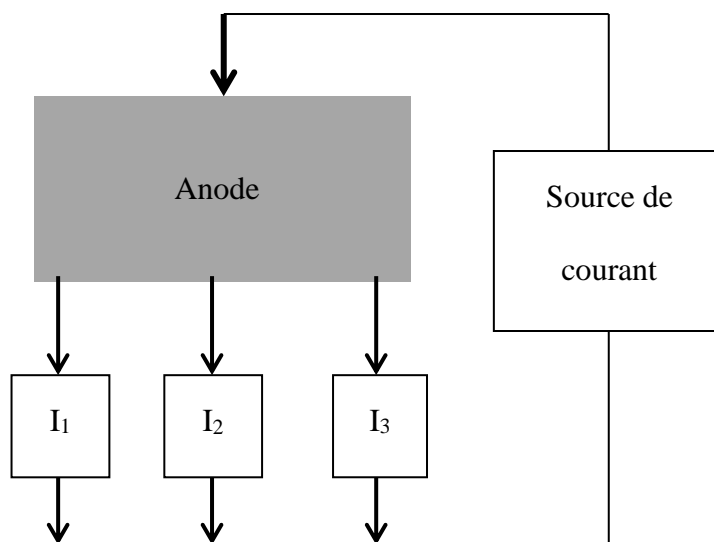 Anode
Source de
courant
I₁
I₂
I₃